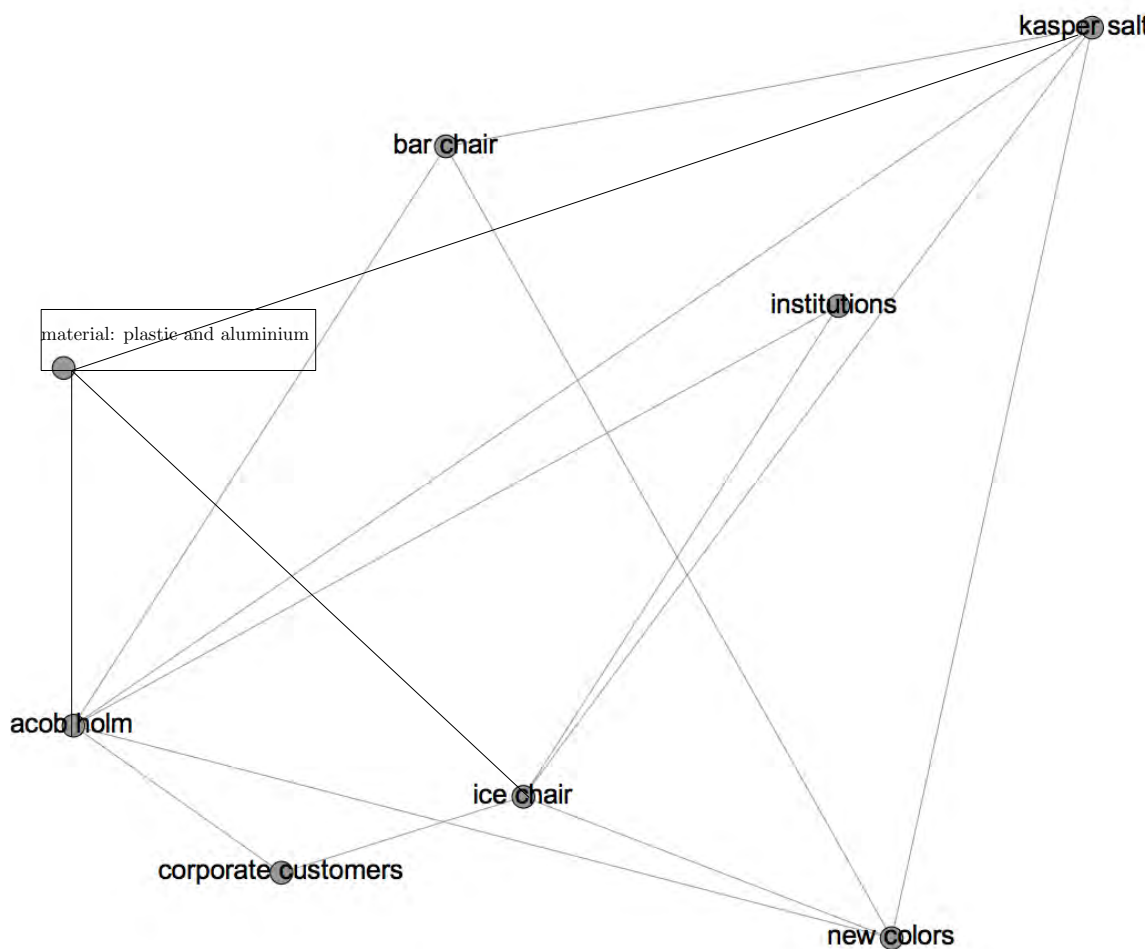 kasper salt
bar chair
institutions
material: plastic and aluminium
acob holm
ice chair
corporate customers
new colors